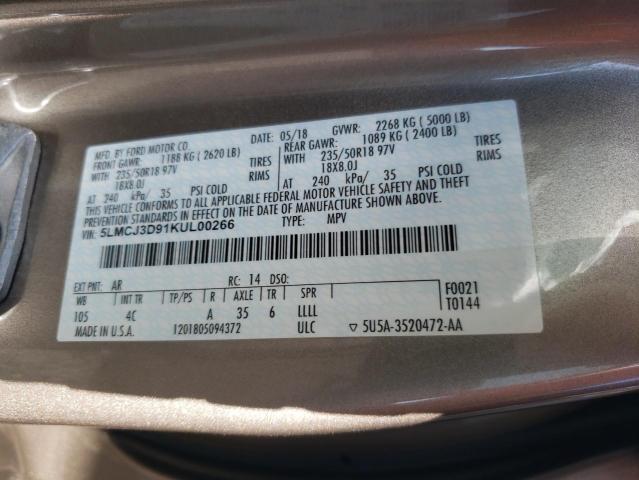 MFD. BY FORD MOTOR CO. DATE: 05/18 GVWR: 2268 KG ( 5000 LB)
FRONT GAWR: 1188 KG ( 2620 LB) REAR GAWR: 1089 KG ( 2400 LB)
WITH 235/50R18 97V TIRES WITH 235/50R18 97V TIRES
18X8.0J RIMS 18X8.0J RIMS
AT 240 kPa/ 35 PSI COLD AT 240 kPa/ 35 PSI COLD
THIS VEHICLE CONFORMS TO ALL APPLICABLE FEDERAL MOTOR VEHICLE SAFETY AND THEFT
PREVENTION STANDARDS IN EFFECT ON THE DATE OF MANUFACTURE SHOWN ABOVE.
VIN: 5LMCJ3D91KUL00266 TYPE: MPV
EXT PNT: AR RC: 14 DSO: F0021
WB INT TR TP/PS R AXLE TR SPR T0144
105 4C A 35 6 LLLL
MADE IN U.S.A. 1201805094372 ULC ▽ 5U5A-3520472-AA